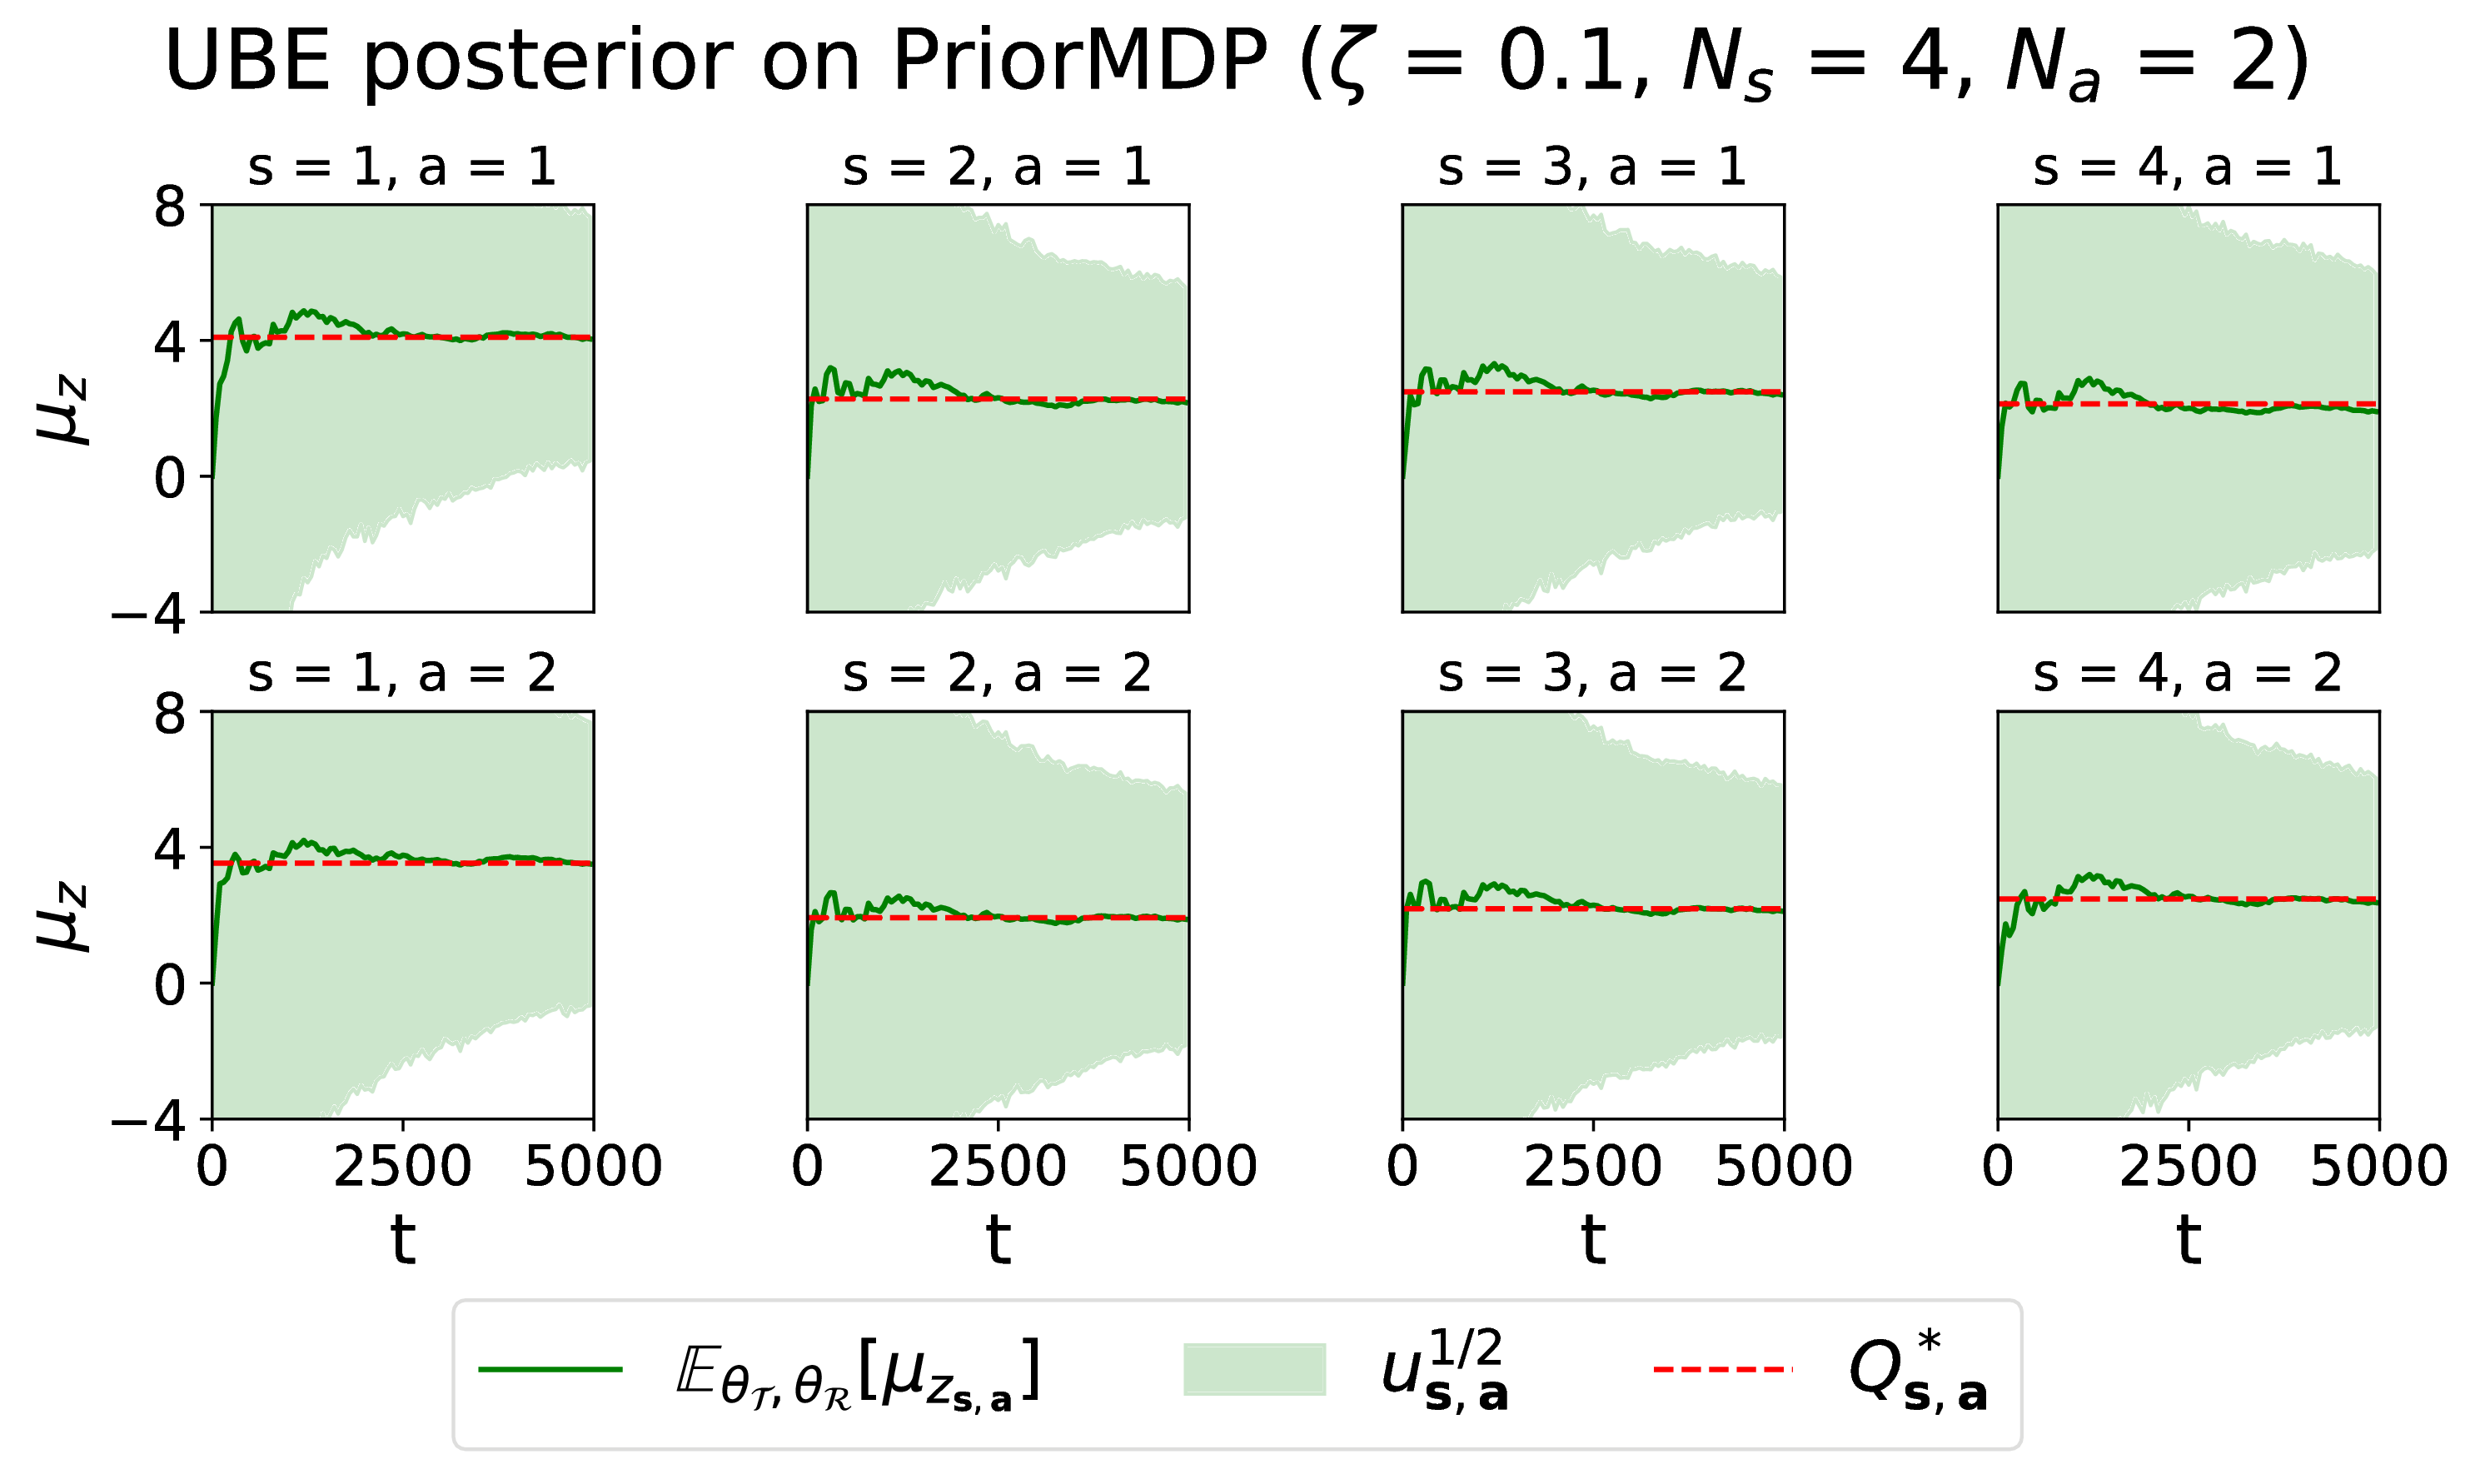 UBE posterior on PriorMDP (ζ = 0.1, N_s = 4, N_a = 2)
s = 1, a = 1
s = 2, a = 1
s = 3, a = 1
s = 4, a = 1
8
4
0
−4
μ_z
s = 1, a = 2
s = 2, a = 2
s = 3, a = 2
s = 4, a = 2
8
4
0
−4
μ_z
0 2500 5000
0 2500 5000
0 2500 5000
0 2500 5000
t
t
t
t
𝔼_{θ_𝒯, θ_ℛ}[μ_{z_{s,a}}]
u_{s,a}^{1/2}
Q_{s,a}^*